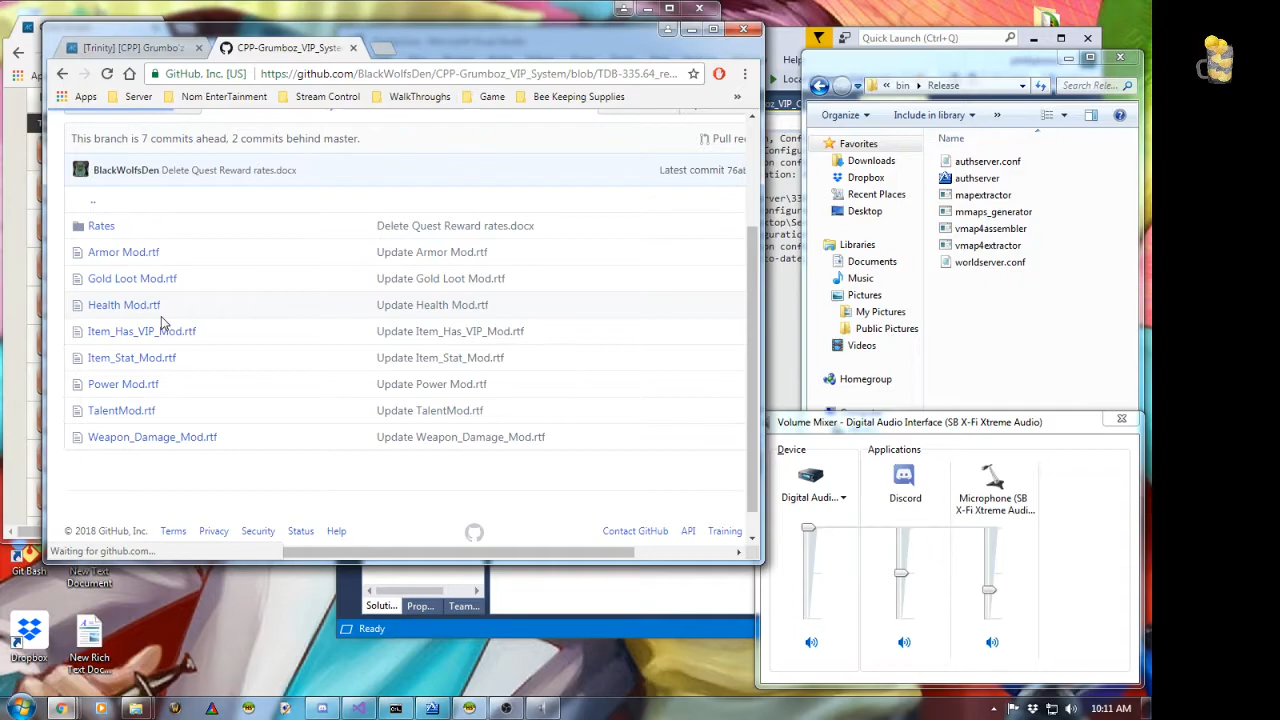 [Trinity] [CPP] Grumbo'z
CPP-Grumboz_VIP_Syste
GitHub, Inc. [US]
https://github.
BlackWolfsDen/CPP-Grumboz_VIP_System/blob/TDB-335.64_re...
Apps
Server
Nom Entertainment
Stream Cont
WoW Laughs
Game
Bee Keeping Supplies
»
This branch is 7 commits ahead, 2 commits behind master.
Pull rec
BlackWolfsDen Delete Quest Reward rates.docx
Latest commit 76a
..
Rates
Delete Quest Reward rates.docx
Armor Mod.rtf
Update Armor Mod.rtf
Gold Loot Mod.rtf
Update Gold Loot Mod.rtf
Health Mod.rtf
Update Health Mod.rtf
Item_Has_VIP_Mod.rtf
Update Item_Has_VIP_Mod.rtf
Item_Stat_Mod.rtf
Update Item_Stat_Mod.rtf
Power Mod.rtf
Update Power Mod.rtf
TalentMod.rtf
Update TalentMod.rtf
Weapon_Damage_Mod.rtf
Update Weapon_Damage_Mod.rtf
© 2018 GitHub, Inc.
Terms
Privacy
Security
Status
Help
Contact GitHub
API
Training
Waiting for github.com...
Quick Launch (Ctrl+Q)
Loca
bin
Release
Search Rele...
Organize
Include in library
»
Favorites
Downloads
Dropbox
Recent Places
Desktop
Libraries
Documents
Music
Pictures
My Pictures
Public Pictures
Videos
Homegroup
Name
authserver.conf
authserver
mapextractor
mmaps_generator
vmap4assembler
vmap4extractor
worldserver.conf
Volume Mixer - Digital Audio Interface (SB X-Fi Xtreme Audio)
Device
Applications
Digital Audi...
Discord
Microphone (SB
X-Fi Xtreme Audi...
Soluti...
Prop...
Team...
Ready
Git Bash
New Text
Document
Dropbox
New Rich
Text Doc...
10:11 AM